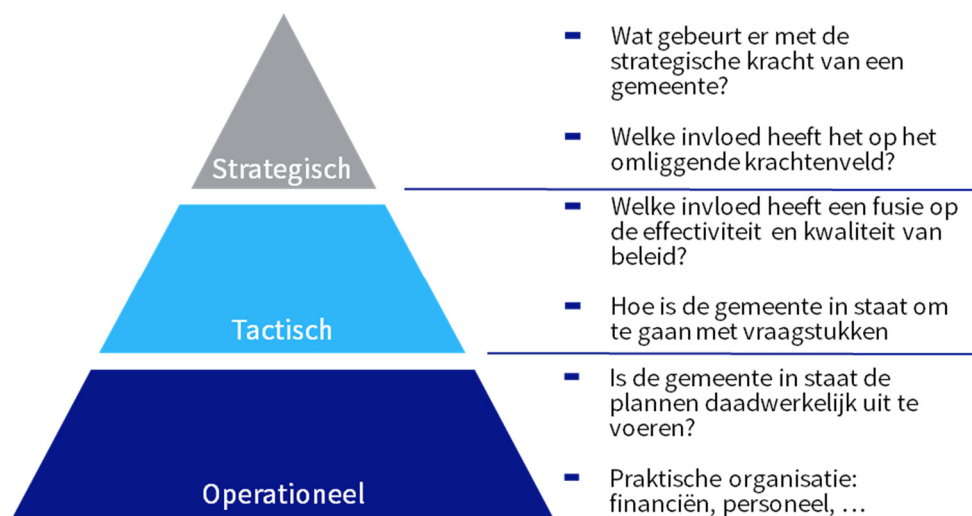 Strategisch
- Wat gebeurt er met de
strategische kracht van een
gemeente?
- Welke invloed heeft het op het
omliggende krachtenveld?
Tactisch
- Welke invloed heeft een fusie op
de effectiviteit en kwaliteit van
beleid?
- Hoe is de gemeente in staat om
te gaan met vraagstukken
Operationeel
- Is de gemeente in staat de
plannen daadwerkelijk uit te
voeren?
- Praktische organisatie:
financiën, personeel, …